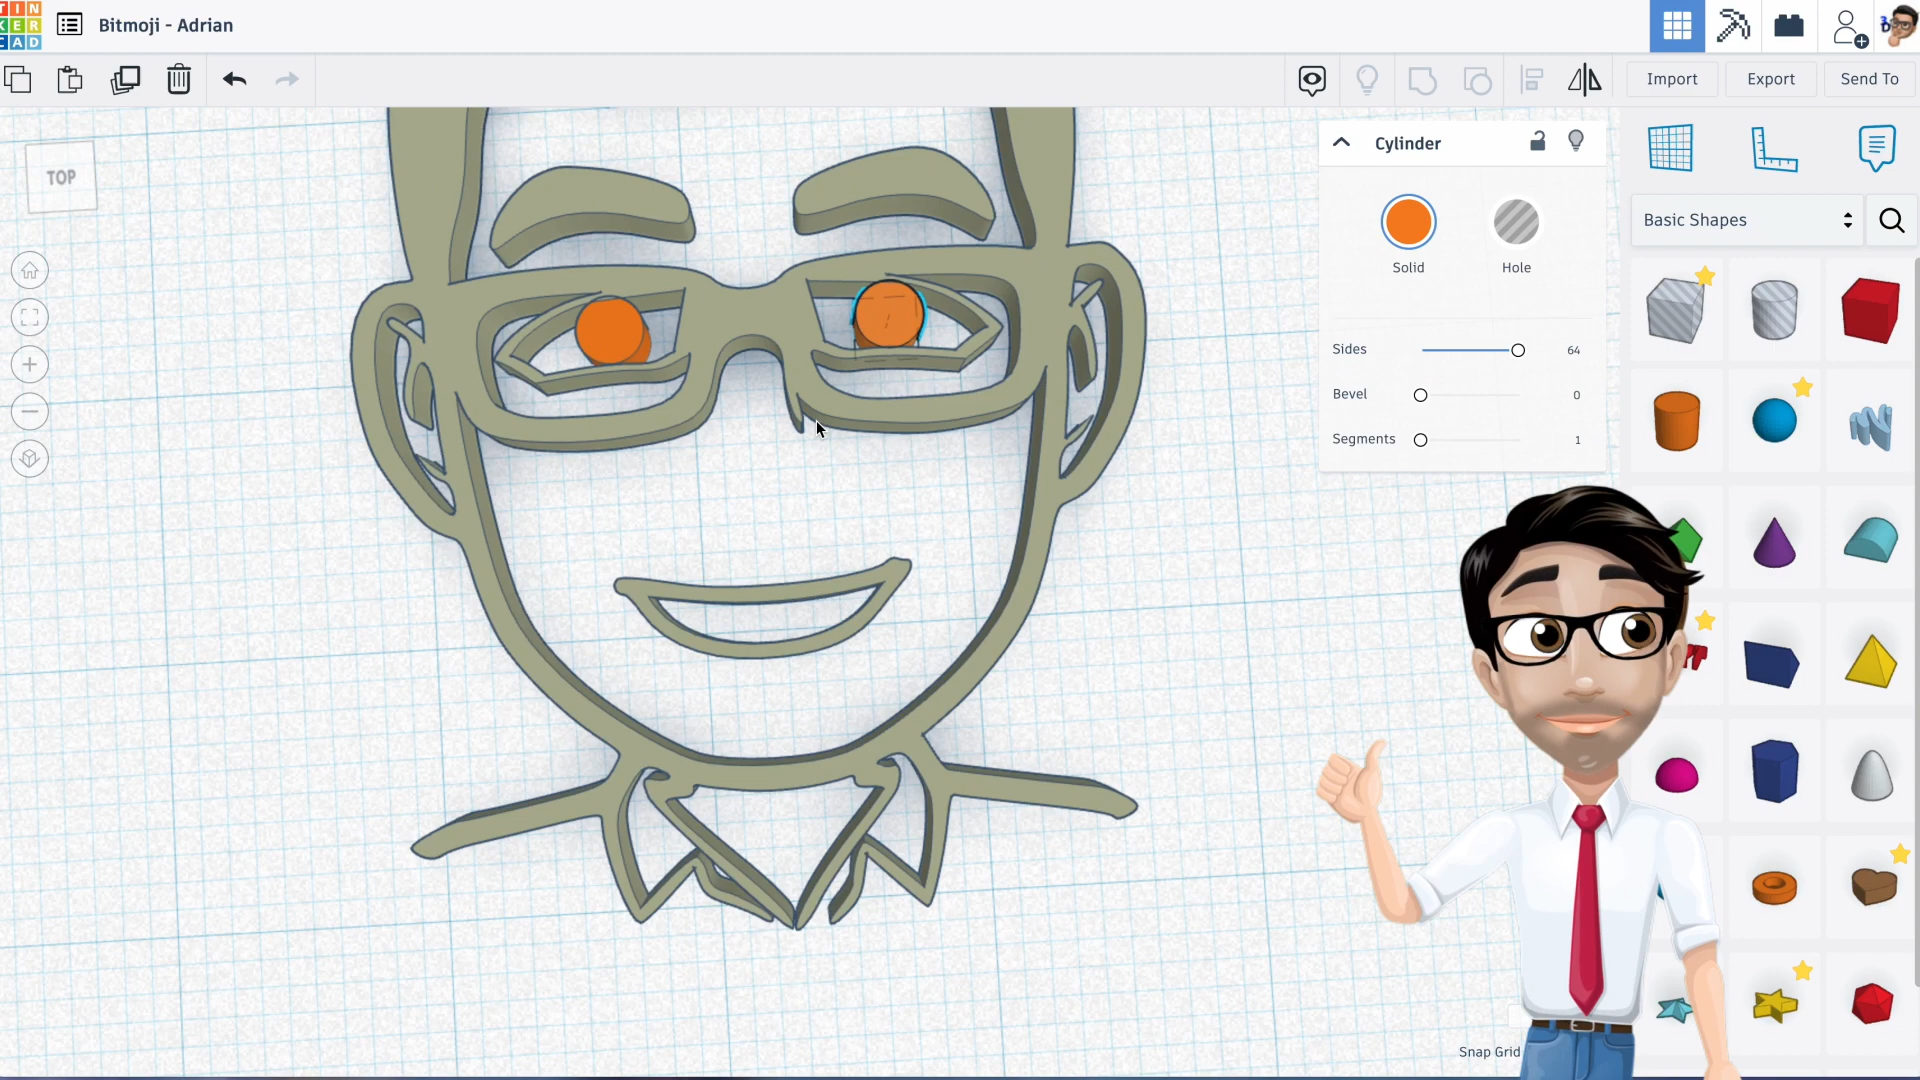 TIN
KER
CAD
Bitmoji - Adrian
Import
Export
Send To
TOP
Cylinder
Solid
Hole
Sides
64
Bevel
0
Segments
1
Basic Shapes
Snap Grid